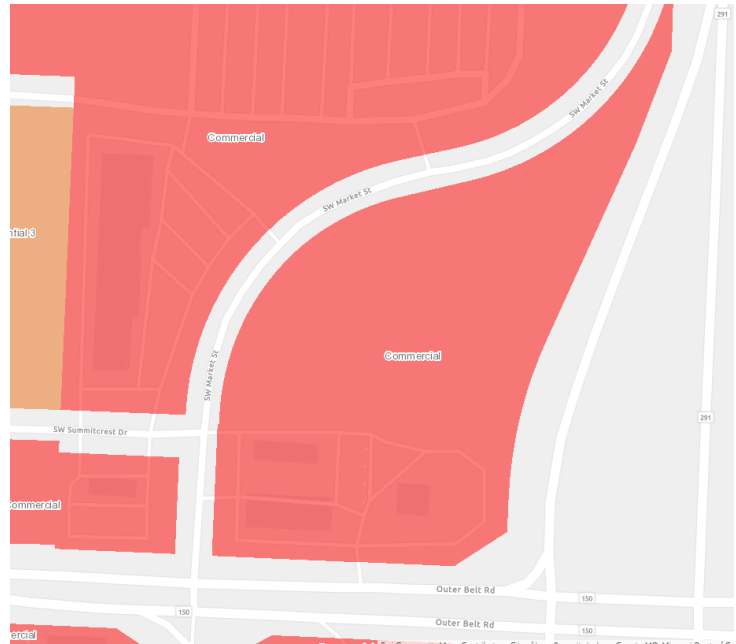 291
SW Market St
Commercial
SW Market St
ntial 3
Commercial
SW Market St
291
SW Summitcrest Dr
Commercial
Outer Belt Rd
150
150
Outer Belt Rd
150
ercial